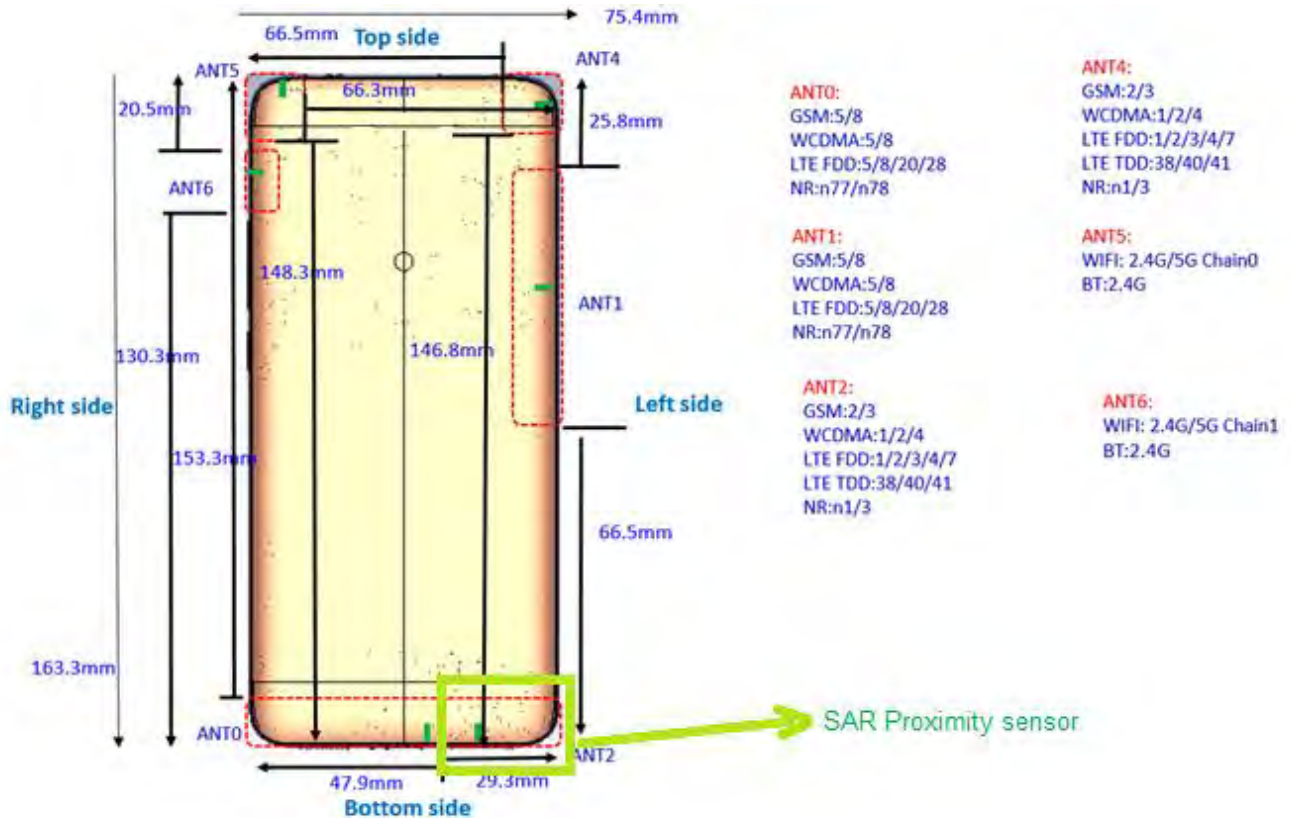 75.4mm
66.5mm
Top side
ANT5
ANT4
66.3mm
20.5mm
25.8mm
ANT6
148.3mm
ANT1
146.8mm
130.3mm
Right side
Left side
153.3mm
66.5mm
163.3mm
ANT0
ANT2
47.9mm
29.3mm
Bottom side
SAR Proximity sensor
ANT0:
GSM:5/8
WCDMA:5/8
LTE FDD:5/8/20/28
NR:n77/n78
ANT1:
GSM:5/8
WCDMA:5/8
LTE FDD:5/8/20/28
NR:n77/n78
ANT2:
GSM:2/3
WCDMA:1/2/4
LTE FDD:1/2/3/4/7
LTE TDD:38/40/41
NR:n1/3
ANT4:
GSM:2/3
WCDMA:1/2/4
LTE FDD:1/2/3/4/7
LTE TDD:38/40/41
NR:n1/3
ANT5:
WIFI: 2.4G/5G Chain0
BT:2.4G
ANT6:
WIFI: 2.4G/5G Chain1
BT:2.4G